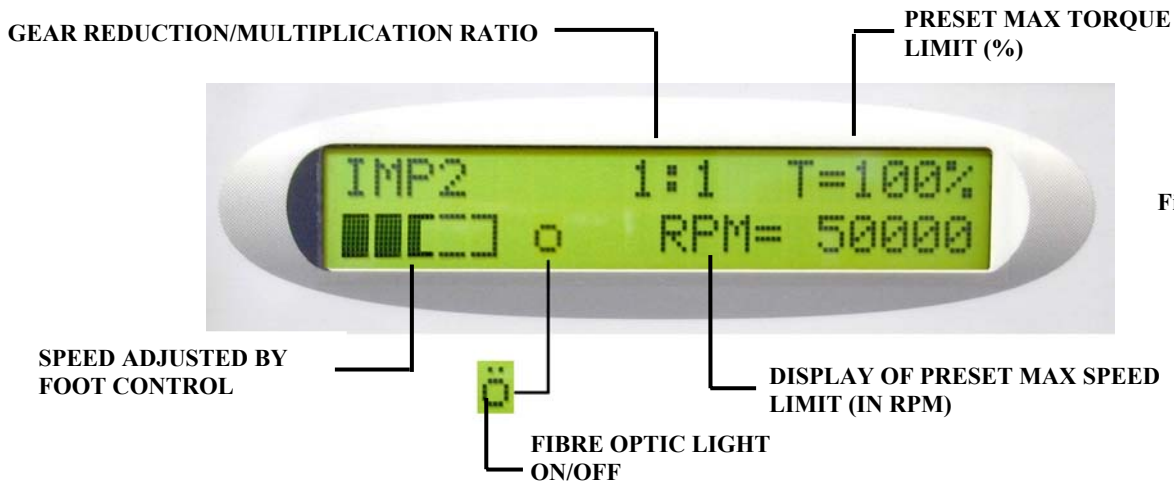 GEAR REDUCTION/MULTIPLICATION RATIO
PRESET MAX TORQUE
LIMIT (%)
IMP2 1:1 T=100%
o RPM= 50000
SPEED ADJUSTED BY
FOOT CONTROL
ö
DISPLAY OF PRESET MAX SPEED
LIMIT (IN RPM)
FIBRE OPTIC LIGHT
ON/OFF